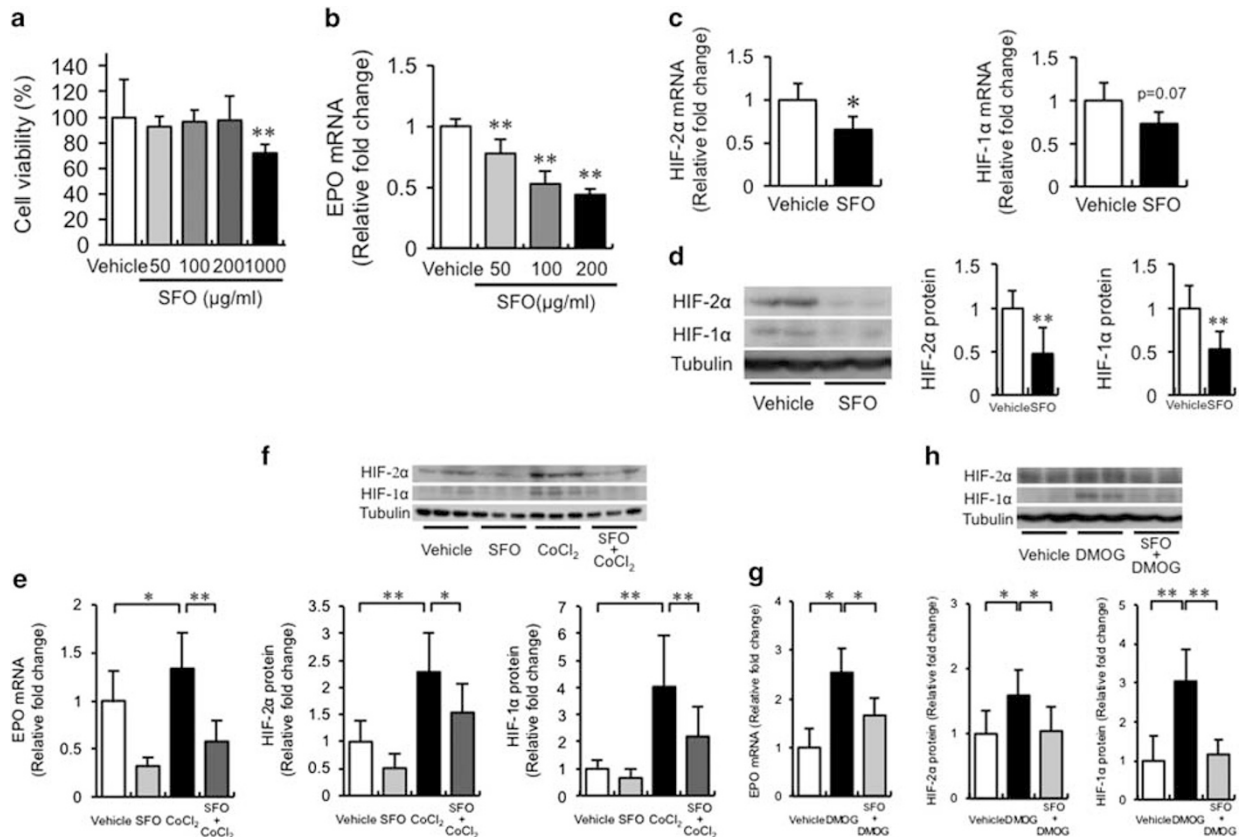 a
Cell viability (%)
140
120
100
80
60
40
20
0
**
Vehicle 50 100 200 1000
SFO (µg/ml)
b
EPO mRNA
(Relative fold change)
1.5
1
0.5
0
**
**
**
Vehicle 50 100 200
SFO(µg/ml)
c
HIF-2α mRNA
(Relative fold change)
1.5
1
0.5
0
*
Vehicle SFO
HIF-1α mRNA
(Relative fold change)
1.5
1
0.5
0
p=0.07
Vehicle SFO
d
HIF-2α
HIF-1α
Tubulin
Vehicle SFO
HIF-2α protein
1.5
1
0.5
0
**
Vehicle SFO
HIF-1α protein
1.5
1
0.5
0
**
Vehicle SFO
f
HIF-2α
HIF-1α
Tubulin
Vehicle SFO CoCl₂ SFO
+
CoCl₂
h
HIF-2α
HIF-1α
Tubulin
Vehicle DMOG SFO
+
DMOG
e
EPO mRNA
(Relative fold change)
2
1.5
1
0.5
0
* **
Vehicle SFO CoCl₂ SFO
+
CoCl₂
HIF-2α protein
(Relative fold change)
3.5
3
2.5
2
1.5
1
0.5
0
** *
Vehicle SFO CoCl₂ SFO
+
CoCl₂
HIF-1α protein
(Relative fold change)
7
6
5
4
3
2
1
0
** **
Vehicle SFO CoCl₂ SFO
+
CoCl₂
g
EPO mRNA (Relative fold change)
4
3
2
1
0
* *
Vehicle DMOG SFO
+
DMOG
HIF-2α protein (Relative fold change)
3
2
1
0
* *
Vehicle DMOG SFO
+
DMOG
HIF-1α protein (Relative fold change)
5
4
3
2
1
0
** **
Vehicle DMOG SFO
+
DMOG